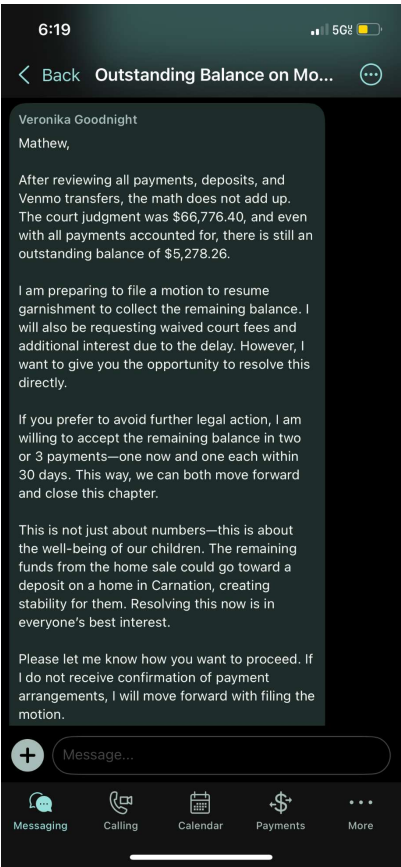 6:19
5G
Back Outstanding Balance on Mo...
Veronika Goodnight
Mathew,
After reviewing all payments, deposits, and
Venmo transfers, the math does not add up.
The court judgment was $66,776.40, and even
with all payments accounted for, there is still an
outstanding balance of $5,278.26.
I am preparing to file a motion to resume
garnishment to collect the remaining balance. I
will also be requesting waived court fees and
additional interest due to the delay. However, I
want to give you the opportunity to resolve this
directly.
If you prefer to avoid further legal action, I am
willing to accept the remaining balance in two
or 3 payments—one now and one each within
30 days. This way, we can both move forward
and close this chapter.
This is not just about numbers—this is about
the well-being of our children. The remaining
funds from the home sale could go toward a
deposit on a home in Carnation, creating
stability for them. Resolving this now is in
everyone's best interest.
Please let me know how you want to proceed. If
I do not receive confirmation of payment
arrangements, I will move forward with filing the
motion.
Message...
Messaging Calling Calendar Payments More